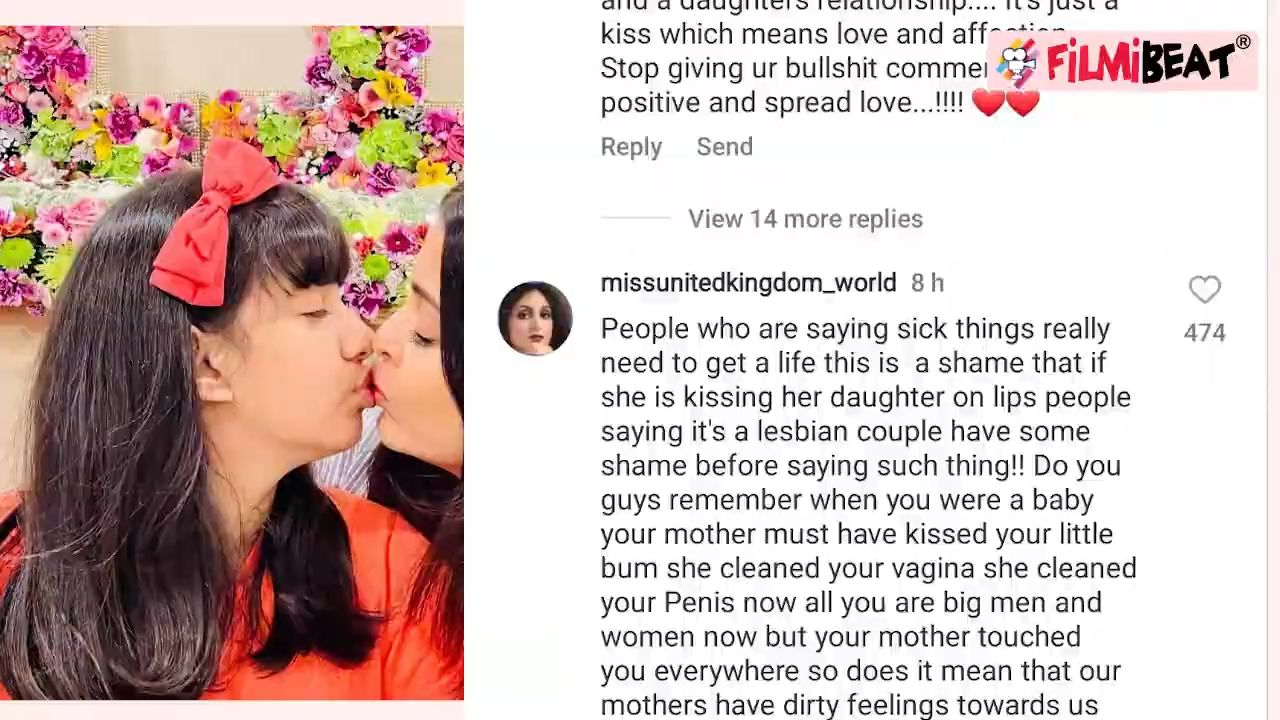 and a daughters relationship.... It's just a
kiss which means love and affection
Stop giving ur bullshit
positive and spread love...!!!! ❤️❤️
FiLMiBEAT®
Reply Send
View 14 more replies
missunitedkingdom_world 8 h
474
People who are saying sick things really
need to get a life this is a shame that if
she is kissing her daughter on lips people
saying it's a lesbian couple have some
shame before saying such thing!! Do you
guys remember when you were a baby
your mother must have kissed your little
bum she cleaned your vagina she cleaned
your Penis now all you are big men and
women now but your mother touched
you everywhere so does it mean that our
mothers have dirty feelings towards us